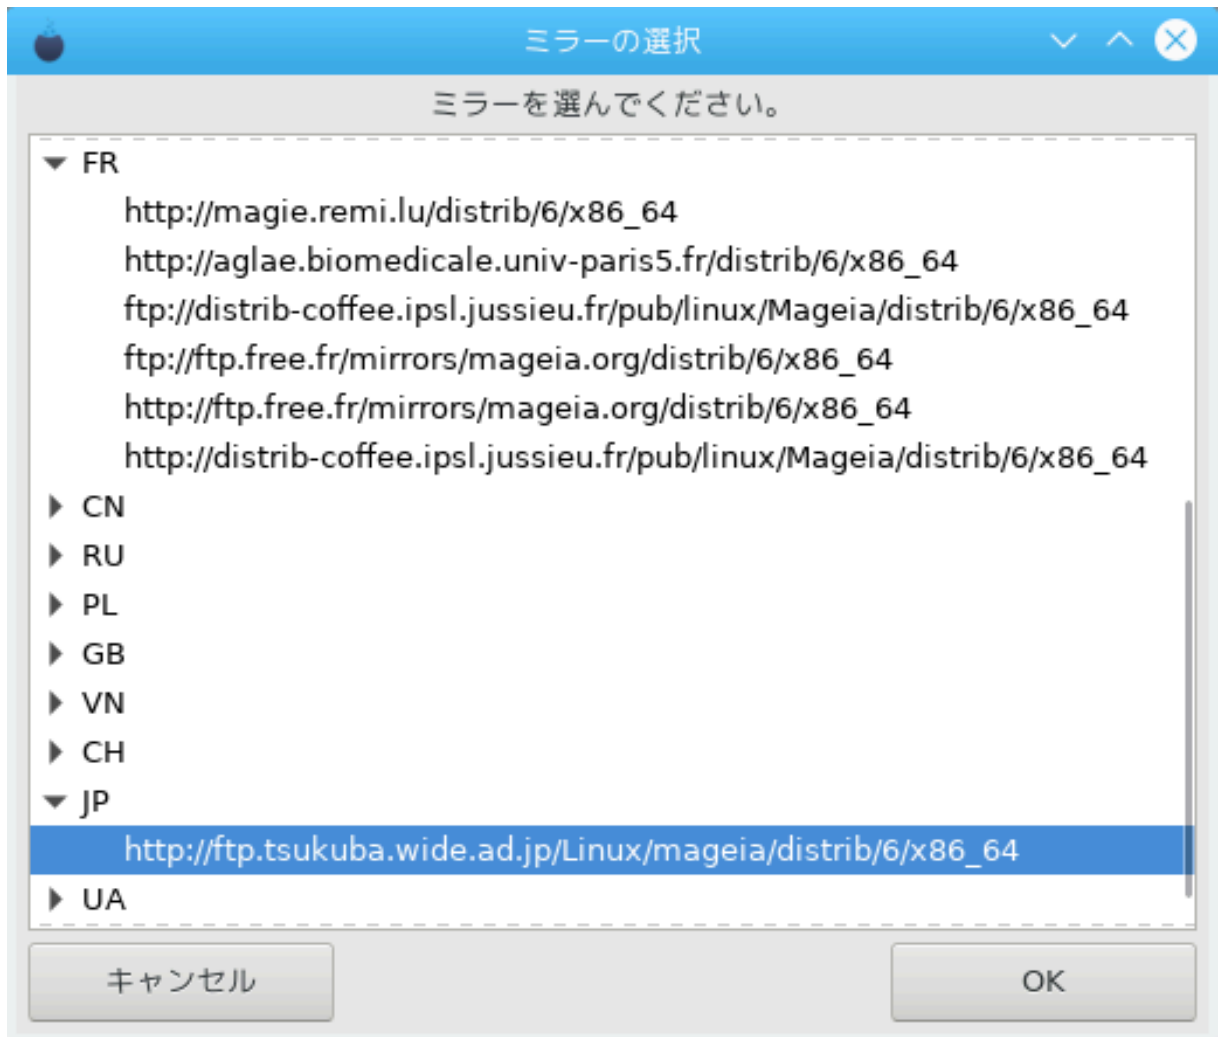 ミラーの選択
ミラーを選んでください。
FR
http://magie.remi.lu/distrib/6/x86_64
http://aglae.biomedicale.univ-paris5.fr/distrib/6/x86_64
ftp://distrib-coffee.ipsl.jussieu.fr/pub/linux/Mageia/distrib/6/x86_64
ftp://ftp.free.fr/mirrors/mageia.org/distrib/6/x86_64
http://ftp.free.fr/mirrors/mageia.org/distrib/6/x86_64
http://distrib-coffee.ipsl.jussieu.fr/pub/linux/Mageia/distrib/6/x86_64
CN
RU
PL
GB
VN
CH
JP
http://ftp.tsukuba.wide.ad.jp/Linux/mageia/distrib/6/x86_64
UA
キャンセル
OK